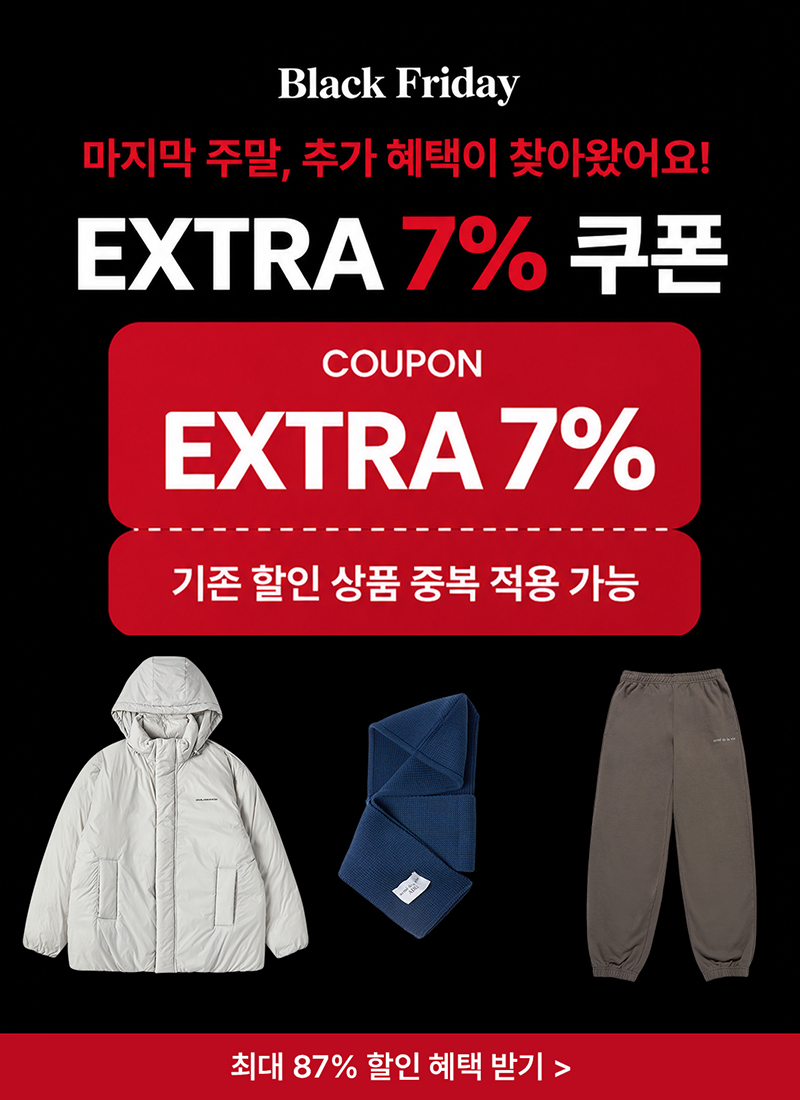 Black Friday
마지막 주말, 추가 혜택이 찾아왔어요!
EXTRA 7% 쿠폰
COUPON
EXTRA 7%
기존 할인 상품 중복 적용 가능
최대 87% 할인 혜택 받기 >